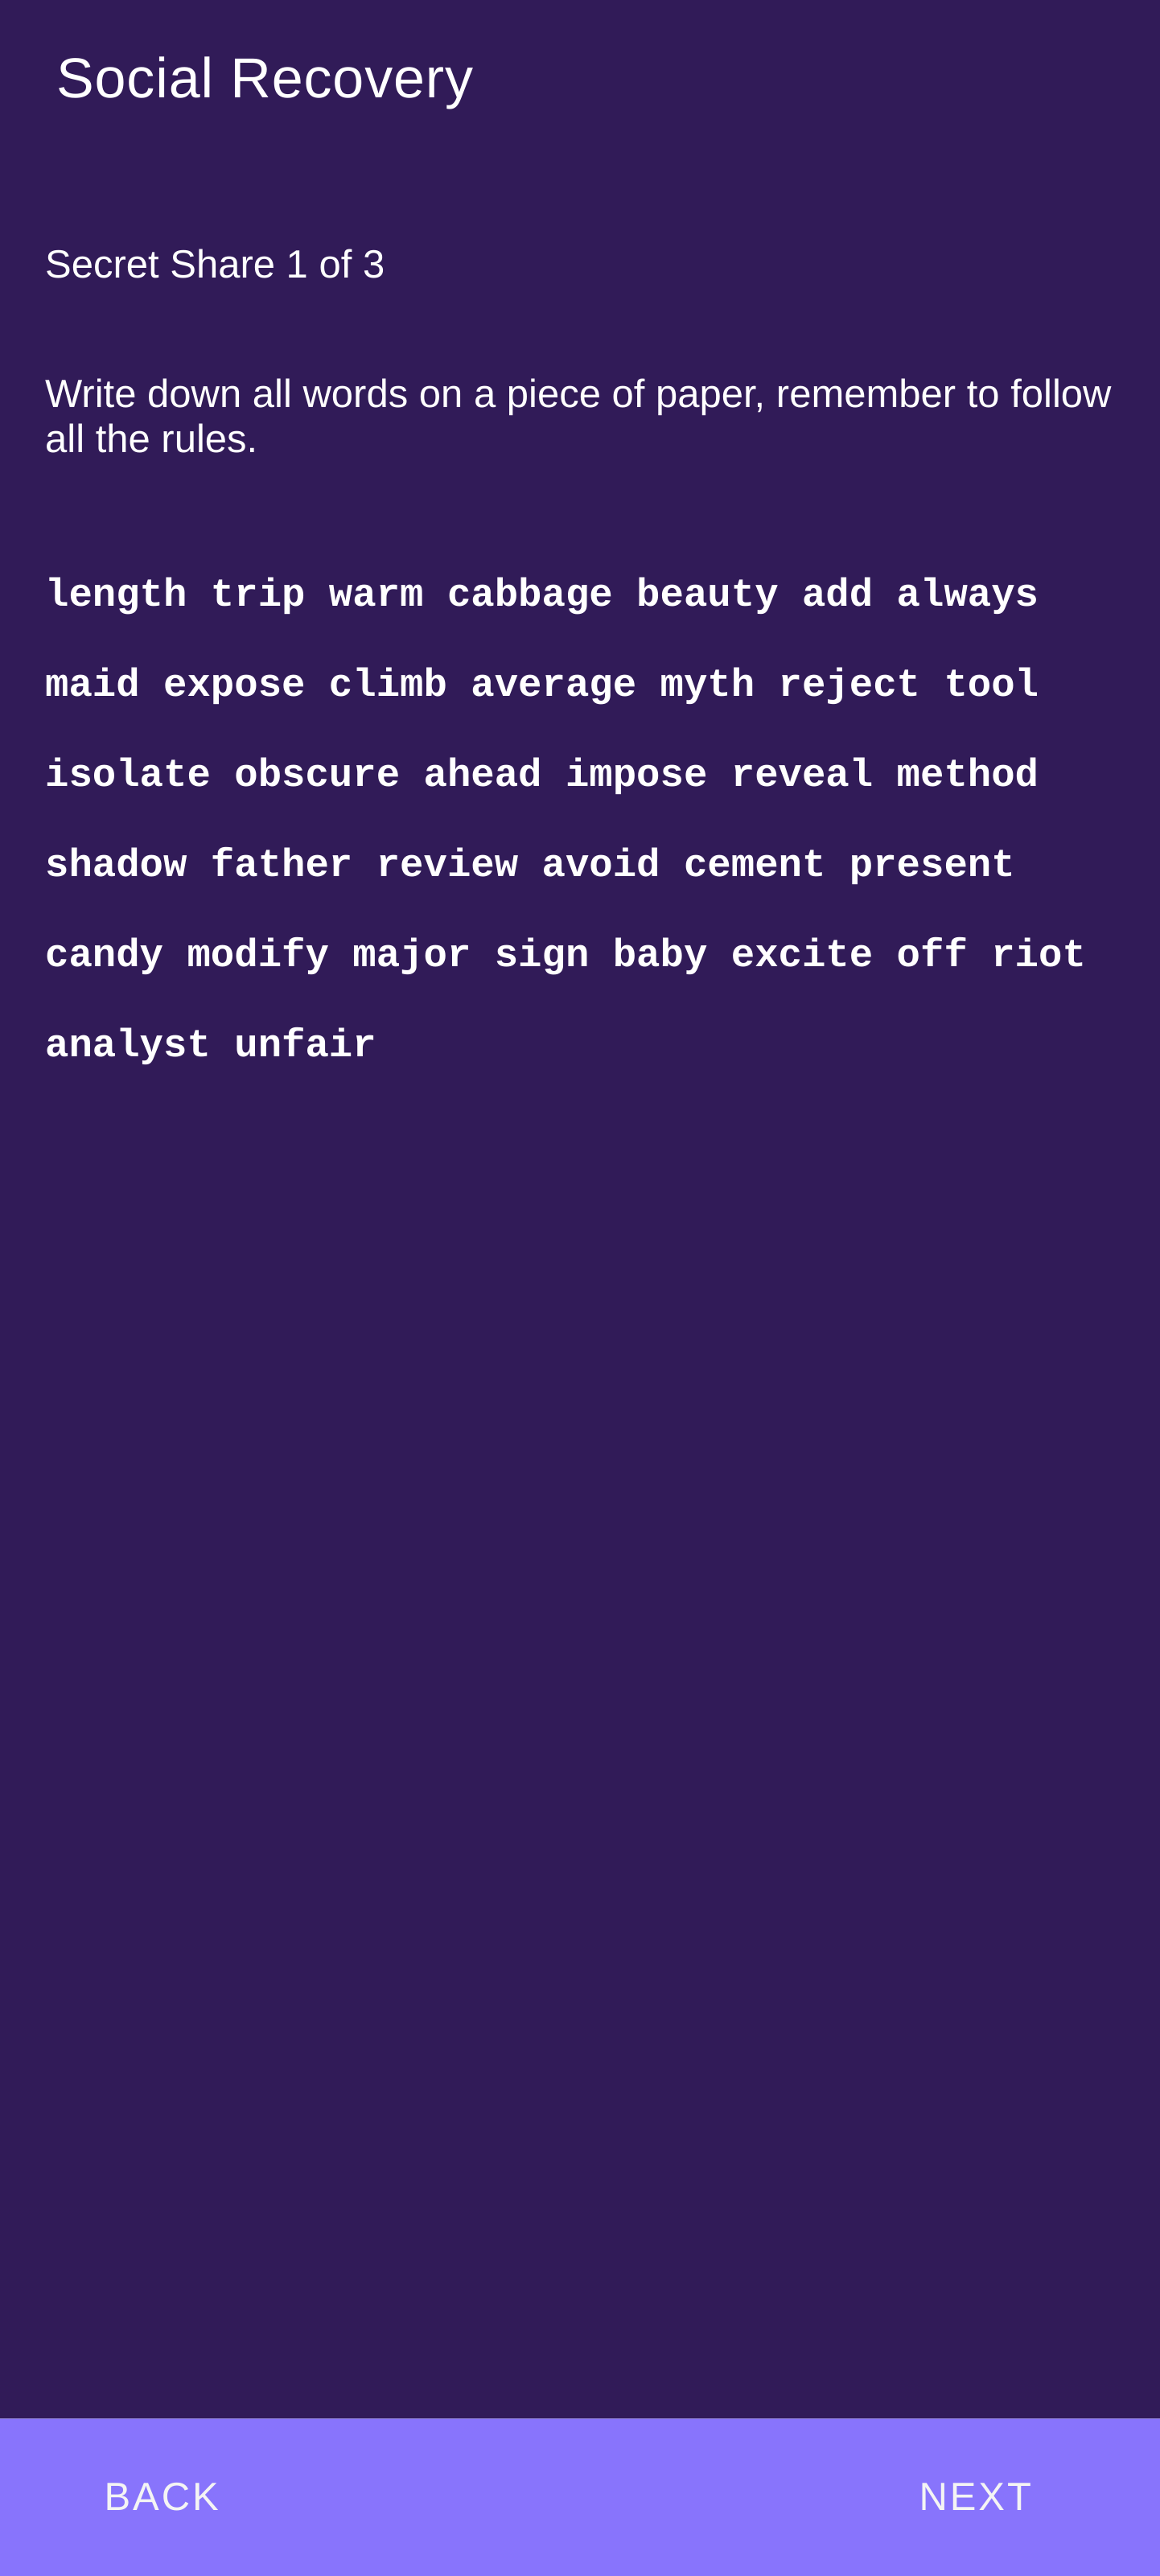 Social Recovery
Secret Share 1 of 3
Write down all words on a piece of paper, remember to follow
all the rules.
length trip warm cabbage beauty add always
maid expose climb average myth reject tool
isolate obscure ahead impose reveal method
shadow father review avoid cement present
candy modify major sign baby excite off riot
analyst unfair
BACK
NEXT